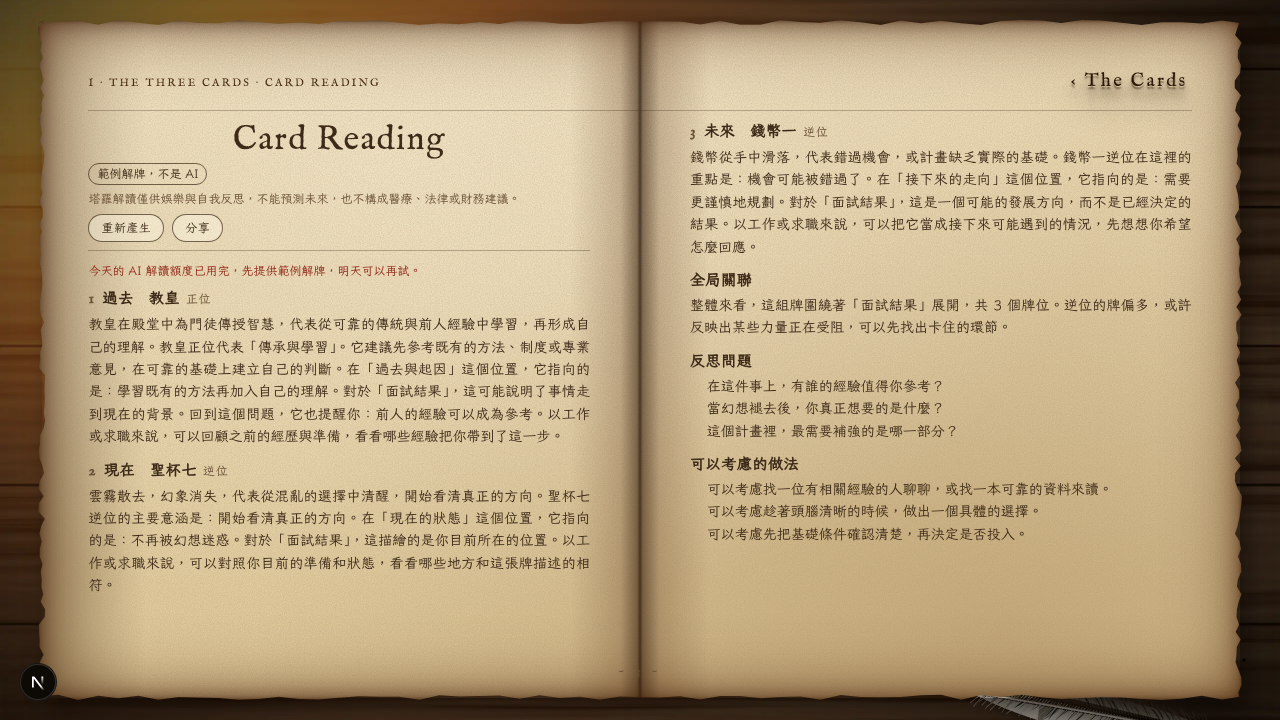 I · THE THREE CARDS · CARD READING
Card Reading
範例解牌，不是 AI
塔羅解讀僅供娛樂與自我反思，不能預測未來，也不構成醫療、法律或財務建議。
重新產生 分享
今天的 AI 解讀額度已用完，先提供範例解牌，明天可以再試。
1 過去 教皇 正位
教皇在殿堂中為門徒傳授智慧，代表從可靠的傳統與前人經驗中學習，再形成自
己的理解。教皇正位代表「傳承與學習」。它建議先參考既有的方法、制度或專業
意見，在可靠的基礎上建立自己的判斷。在「過去與起因」這個位置，它指向的
是：學習既有的方法再加入自己的理解。對於「面試結果」，這可能說明了事情走
到現在的背景。回到這個問題，它也提醒你：前人的經驗可以成為參考。以工作
或求職來說，可以回顧之前的經歷與準備，看看哪些經驗把你帶到了這一步。
2 現在 聖杯七 逆位
雲霧散去，幻象消失，代表從混亂的選擇中清醒，開始看清真正的方向。聖杯七
逆位的主要意涵是：開始看清真正的方向。在「現在的狀態」這個位置，它指向
的是：不再被幻想迷惑。對於「面試結果」，這描繪的是你目前所在的位置。以工
作或求職來說，可以對照你目前的準備和狀態，看看哪些地方和這張牌描述的相
符。
‹ The Cards
3 未來 錢幣一 逆位
錢幣從手中滑落，代表錯過機會，或計畫缺乏實際的基礎。錢幣一逆位在這裡的
重點是：機會可能被錯過了。在「接下來的走向」這個位置，它指向的是：需要
更謹慎地規劃。對於「面試結果」，這是一個可能的發展方向，而不是已經決定的
結果。以工作或求職來說，可以把它當成接下來可能遇到的情況，先想想你希望
怎麼回應。
全局關聯
整體來看，這組牌圍繞著「面試結果」展開，共 3 個牌位。逆位的牌偏多，或許
反映出某些力量正在受阻，可以先找出卡住的環節。
反思問題
在這件事上，有誰的經驗值得你參考？
當幻想褪去後，你真正想要的是什麼？
這個計畫裡，最需要補強的是哪一部分？
可以考慮的做法
可以考慮找一位有相關經驗的人聊聊，或找一本可靠的資料來讀。
可以考慮趁著頭腦清晰的時候，做出一個具體的選擇。
可以考慮先把基礎條件確認清楚，再決定是否投入。
N